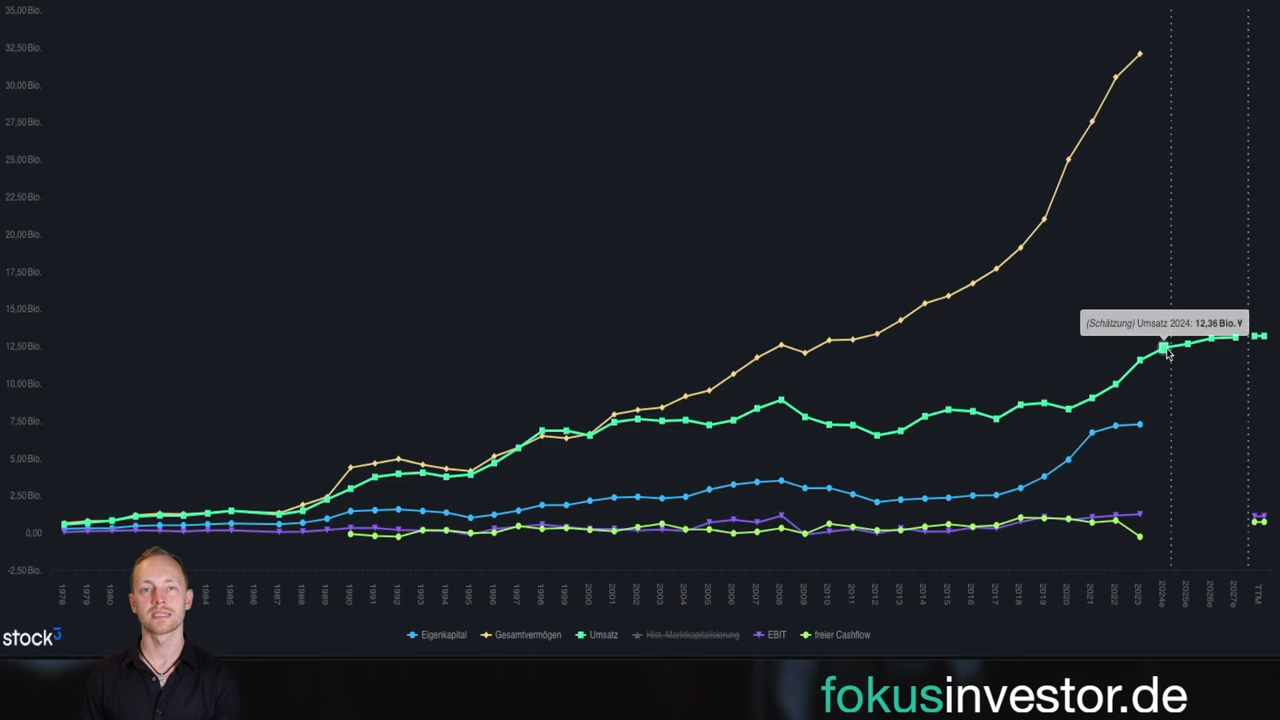 35,00 Bio.
32,50 Bio.
30,00 Bio.
27,50 Bio.
25,00 Bio.
22,50 Bio.
20,00 Bio.
17,50 Bio.
15,00 Bio.
12,50 Bio.
10,00 Bio.
7,50 Bio.
5,00 Bio.
2,50 Bio.
0,00
-2,50 Bio.
(Schätzung) Umsatz 2024: 12,36 Bio. ¥
1978 1979 1980 1984 1985 1986 1987 1988 1989 1990 1991 1992 1993 1994 1995 1996 1997 1998 1999 2000 2001 2002 2003 2004 2005 2006 2007 2008 2009 2010 2011 2012 2013 2014 2015 2016 2017 2018 2019 2020 2021 2022 2023 2024e 2025e 2026e 2027e TTM
Eigenkapital Gesamtvermögen Umsatz Hist. Marktkapitalisierung EBIT freier Cashflow
stock3
fokusinvestor.de